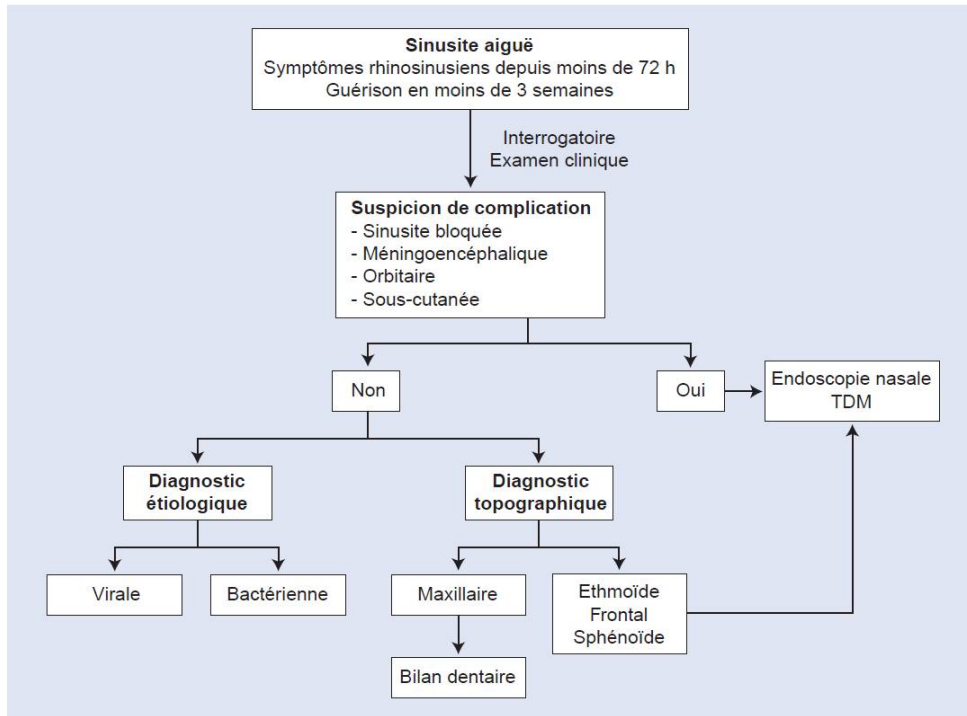 Sinusite aiguë
Symptômes rhinosinusiens depuis moins de 72 h
Guérison en moins de 3 semaines
Interrogatoire
Examen clinique
Suspicion de complication
- Sinusite bloquée
- Méningoencéphalique
- Orbitaire
- Sous-cutanée
Non
Oui
Endoscopie nasale
TDM
Diagnostic
étiologique
Diagnostic
topographique
Virale
Bactérienne
Maxillaire
Ethmoïde
Frontal
Sphénoïde
Bilan dentaire